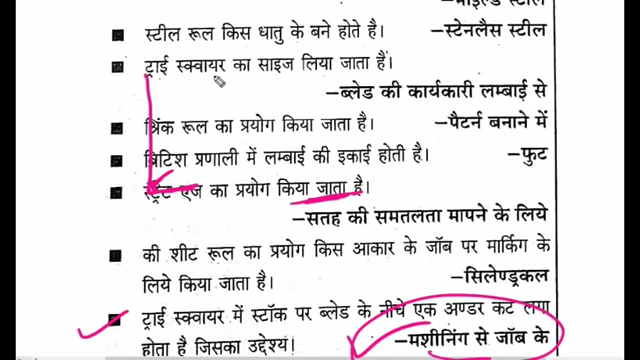 –माइल्ड स्टील
■ स्टील रूल किस धातु के बने होते है। –स्टेनलैस स्टील
■ ट्राई स्क्वायर का साइज लिया जाता हैं।
–ब्लेड की कार्यकारी लम्बाई से
■ श्रिंक रूल का प्रयोग किया जाता है। –पैटर्न बनाने में
■ ब्रिटिश प्रणाली में लम्बाई की इकाई होती है। –फुट
■ स्ट्रेट एज का प्रयोग किया जाता है।
–सतह की समतलता मापने के लिये
■ की शीट रूल का प्रयोग किस आकार के जॉब पर मार्किंग के
लिये किया जाता है। –सिलेण्ड्रकल
■ ट्राई स्क्वायर में स्टॉक पर ब्लेड के नीचे एक अण्डर कट लगा
होता है जिसका उद्देश्यं। –मशीनिंग से जॉब के